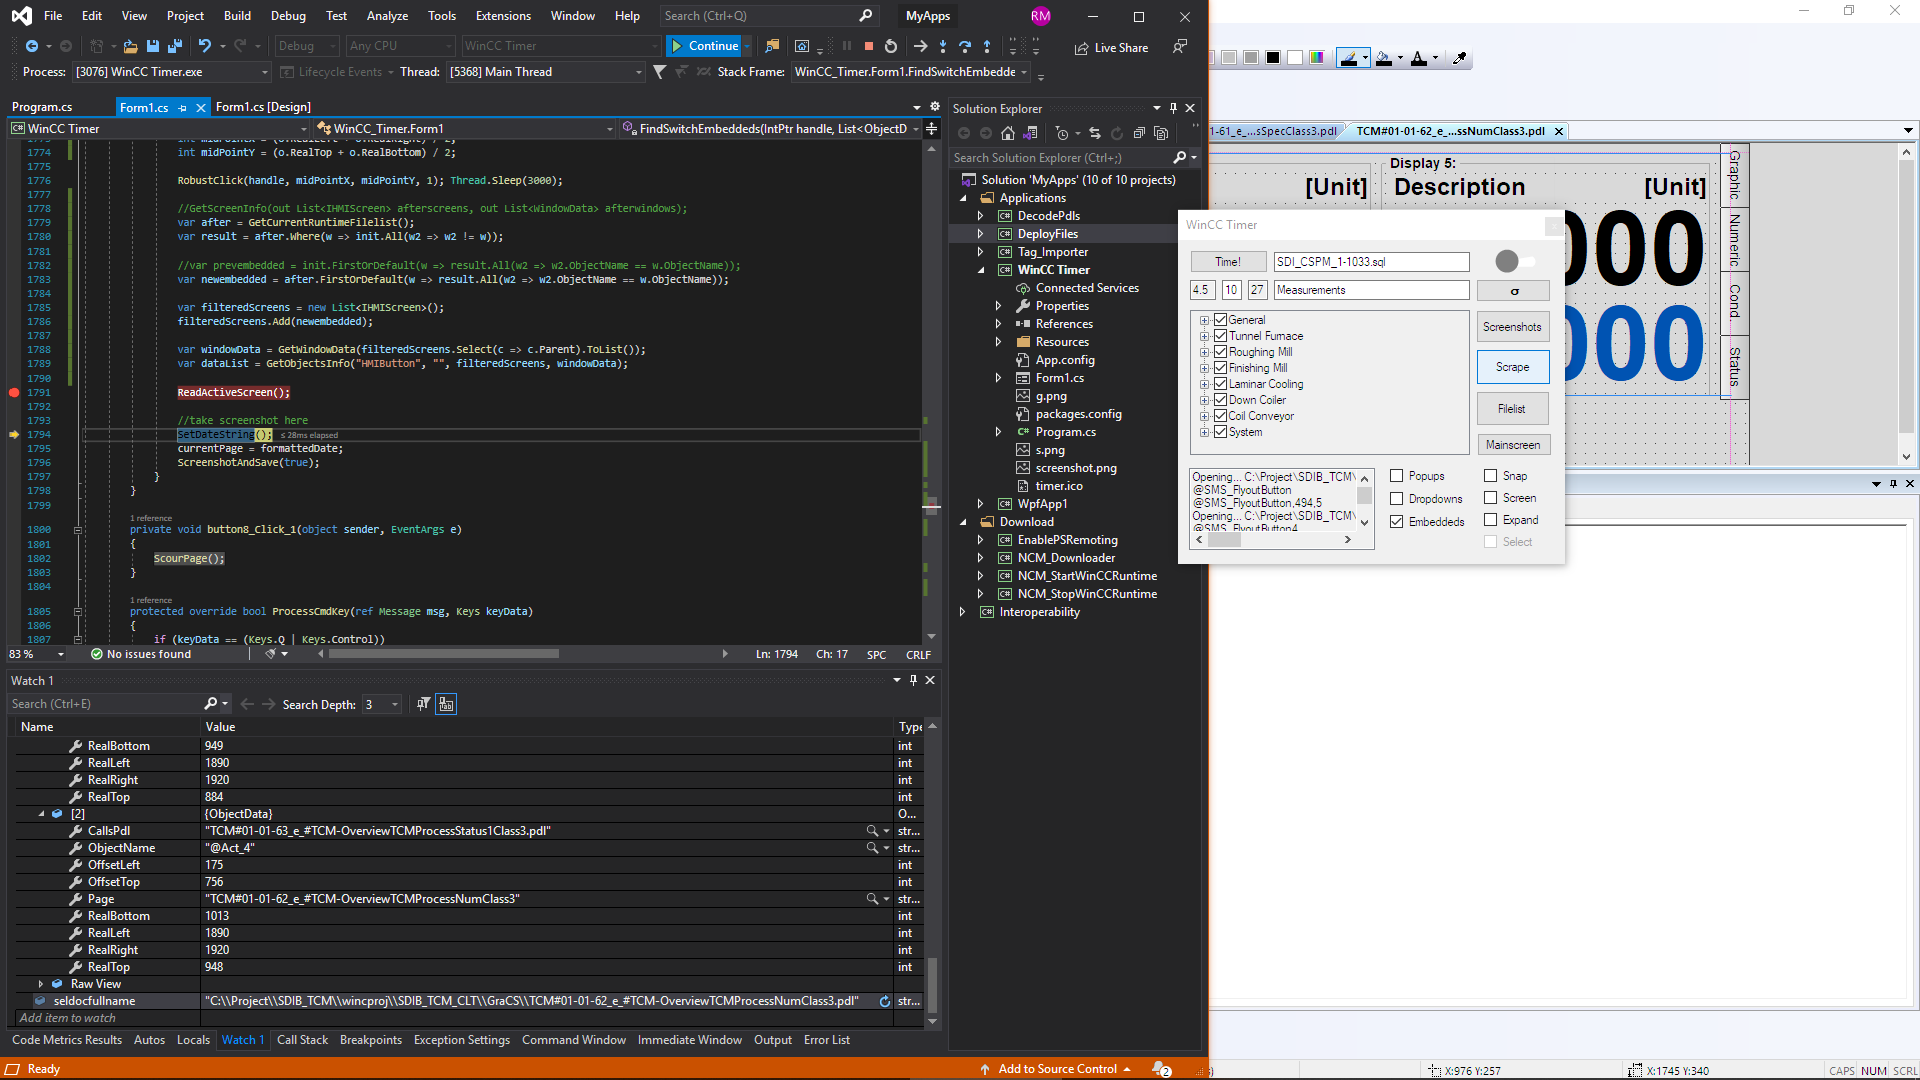 File Edit View Project Build Debug Test Analyze Tools Extensions Window Help Search (Ctrl+Q) MyApps RM
Debug Any CPU WinCC Timer Continue Live Share
Process: [3076] WinCC Timer.exe Lifecycle Events Thread: [5368] Main Thread Stack Frame: WinCC_Timer.Form1.FindSwitchEmbedde
Program.cs Form1.cs Form1.cs [Design]
WinCC Timer WinCC_Timer.Form1 FindSwitchEmbeddeds(IntPtr handle, List<ObjectD
1774 int midPointY = (o.RealTop + o.RealBottom) / 2;
1775
1776 RobustClick(handle, midPointX, midPointY, 1); Thread.Sleep(3000);
1777
1778 //GetScreenInfo(out List<IHMIScreen> afterscreens, out List<WindowData> afterwindows);
1779 var after = GetCurrentRuntimeFilelist();
1780 var result = after.Where(w => init.All(w2 => w2 != w));
1781
1782 //var prevembedded = init.FirstOrDefault(w => result.All(w2 => w2.ObjectName == w.ObjectName));
1783 var newembedded = after.FirstOrDefault(w => result.All(w2 => w2.ObjectName == w.ObjectName));
1784
1785 var filteredScreens = new List<IHMIScreen>();
1786 filteredScreens.Add(newembedded);
1787
1788 var windowData = GetWindowData(filteredScreens.Select(c => c.Parent).ToList());
1789 var dataList = GetObjectsInfo("HMIButton", "", filteredScreens, windowData);
1790
1791 ReadActiveScreen();
1792
1793 //take screenshot here
1794 SetDateString(); ≤ 28ms elapsed
1795 currentPage = formattedDate;
1796 ScreenshotAndSave(true);
1797 }
1798 }
1799
1 reference
1800 private void button8_Click_1(object sender, EventArgs e)
1801 {
1802 ScourPage();
1803 }
1804
1 reference
1805 protected override bool ProcessCmdKey(ref Message msg, Keys keyData)
1806 {
1807 if (keyData == (Keys.Q | Keys.Control))
83 % No issues found Ln: 1794 Ch: 17 SPC CRLF
Watch 1
Search (Ctrl+E) Search Depth: 3
Name Value Type
RealBottom 949 int
RealLeft 1890 int
RealRight 1920 int
RealTop 884 int
[2] {ObjectData} O...
CallsPdl "TCM#01-01-63_e_#TCM-OverviewTCMProcessStatus1Class3.pdl" str...
ObjectName "@Act_4" str...
OffsetLeft 175 int
OffsetTop 756 int
Page "TCM#01-01-62_e_#TCM-OverviewTCMProcessNumClass3" str...
RealBottom 1013 int
RealLeft 1890 int
RealRight 1920 int
RealTop 948 int
Raw View
seldocfullname "C:\\Project\\SDIB_TCM\\wincproj\\SDIB_TCM_CLT\\GraCS\\TCM#01-01-62_e_#TCM-OverviewTCMProcessNumClass3.pdl" str...
Add item to watch
Code Metrics Results Autos Locals Watch 1 Call Stack Breakpoints Exception Settings Command Window Immediate Window Output Error List
Ready Add to Source Control 2
Solution Explorer
Search Solution Explorer (Ctrl+;)
Solution 'MyApps' (10 of 10 projects)
Applications
DecodePdls
DeployFiles
Tag_Importer
WinCC Timer
Connected Services
Properties
References
Resources
App.config
Form1.cs
g.png
packages.config
Program.cs
s.png
screenshot.png
timer.ico
WpfApp1
Download
EnablePSRemoting
NCM_Downloader
NCM_StartWinCCRuntime
NCM_StopWinCCRuntime
Interoperability
1-61_e_...sSpecClass3.pdl TCM#01-01-62_e_...ssNumClass3.pdl
Display 5:
[Unit] Description [Unit]
000
000
Graphic
Numeric
Cond.
Status
WinCC Timer
Time! SDI_CSPM_1-1033.sql
4.5 10 27 Measurements σ
General
Tunnel Furnace
Roughing Mill
Finishing Mill
Laminar Cooling
Down Coiler
Coil Conveyor
System
Screenshots
Scrape
Filelist
Mainscreen
Opening... C:\Project\SDIB_TCM\
@SMS_FlyoutButton
@SMS_FlyoutButton,494,5
Opening... C:\Project\SDIB_TCM\
@SMS_FlyoutButton4
Popups
Dropdowns
Embeddeds
Snap
Screen
Expand
Select
X:976 Y:257 X:1745 Y:340 CAPS NUM SCRL